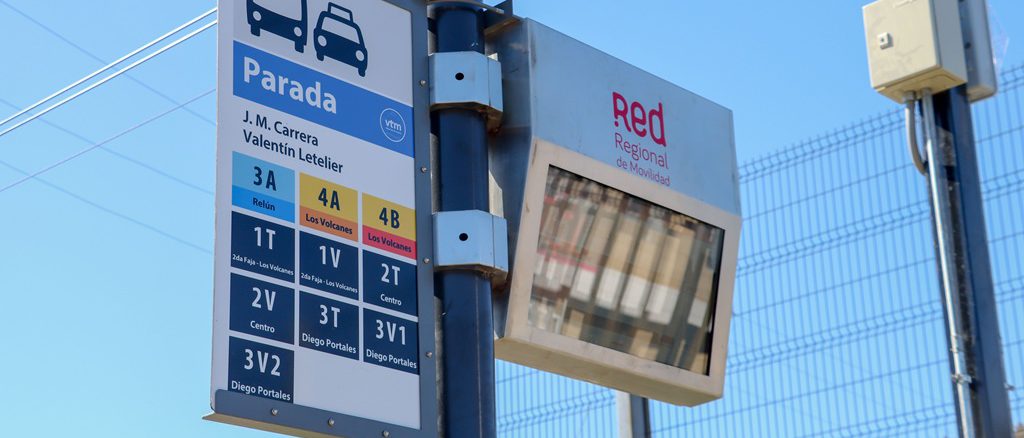 Parada
vtm
J. M. Carrera
Valentín Letelier
3A
Relún
4A
Los Volcanes
4B
Los Volcanes
1T
2da Faja - Los Volcanes
1V
2da Faja - Los Volcanes
2T
Centro
2V
Centro
3T
Diego Portales
3V1
Diego Portales
3V2
Diego Portales
Red
Regional
de Movilidad